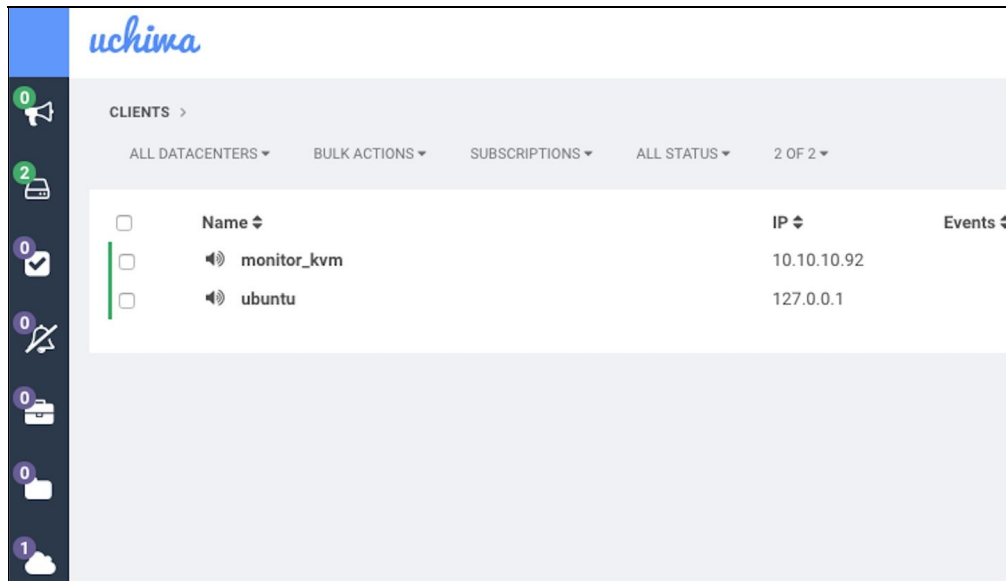 uchiwa
0
CLIENTS >
ALL DATACENTERS BULK ACTIONS SUBSCRIPTIONS ALL STATUS 2 OF 2
2
Name IP Events
0
monitor_kvm 10.10.10.92
ubuntu 127.0.0.1
0
0
0
1